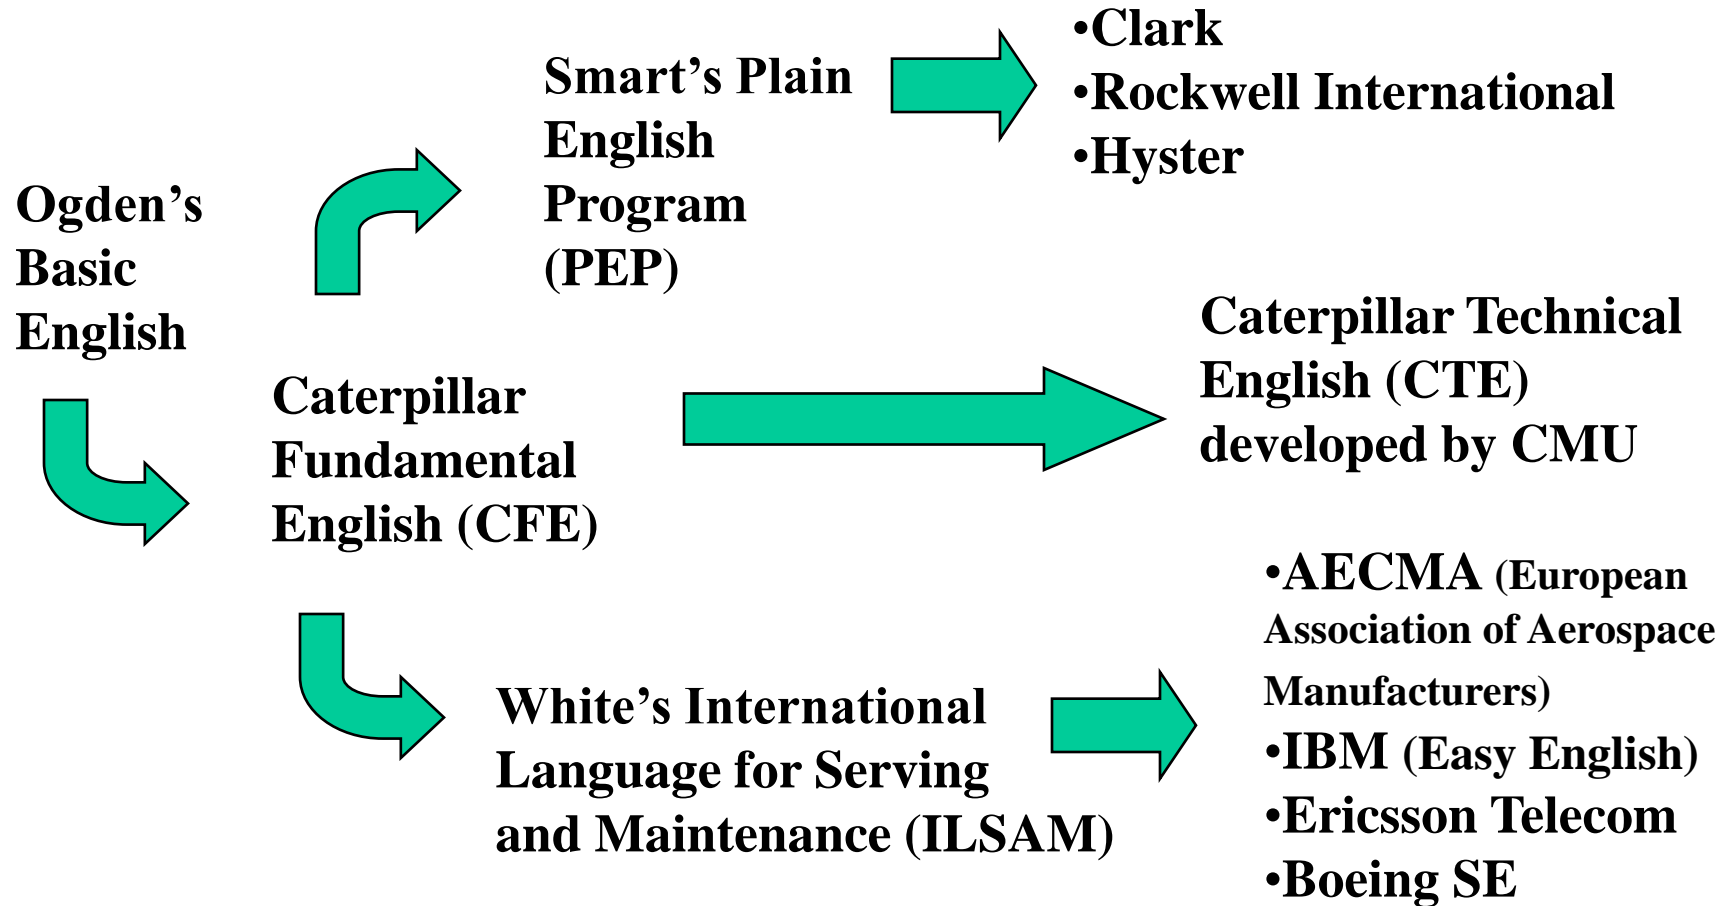 Ogden’s
Basic
English
Smart’s Plain
English
Program
(PEP)
•Clark
•Rockwell International
•Hyster
Caterpillar
Fundamental
English (CFE)
Caterpillar Technical
English (CTE)
developed by CMU
White’s International
Language for Serving
and Maintenance (ILSAM)
•AECMA (European
Association of Aerospace
Manufacturers)
•IBM (Easy English)
•Ericsson Telecom
•Boeing SE